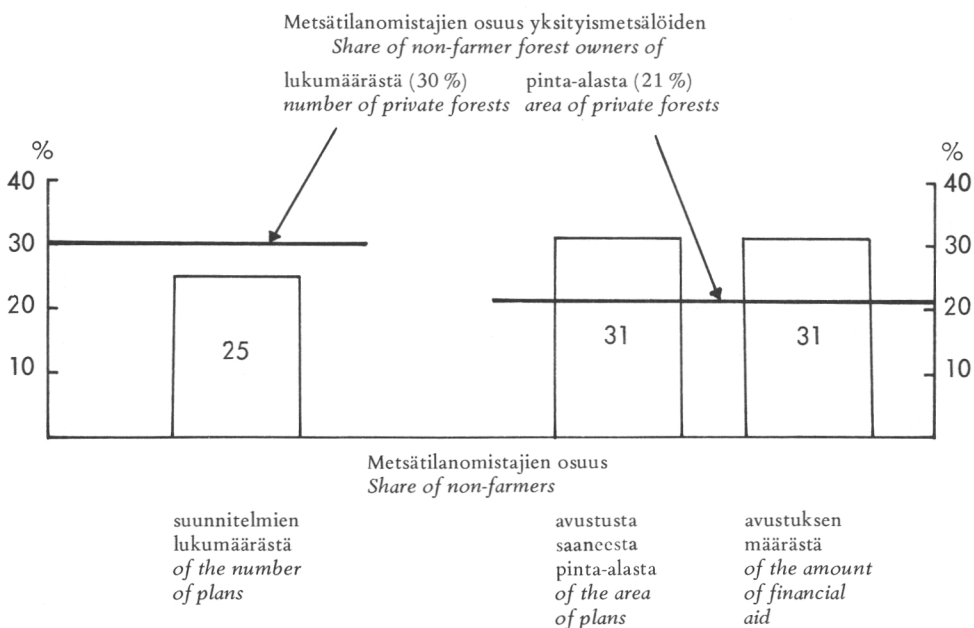 Metsätilanomistajien osuus yksityismetsälöiden
Share of non-farmer forest owners of
lukumäärästä (30 %)
number of private forests
pinta-alasta (21 %)
area of private forests
%
40
30
20
10
%
40
30
20
10
25
31
31
Metsätilanomistajien osuus
Share of non-farmers
suunnitelmien
lukumäärästä
of the number
of plans
avustusta
saaneesta
pinta-alasta
of the area
of plans
avustuksen
määrästä
of the amount
of financial
aid